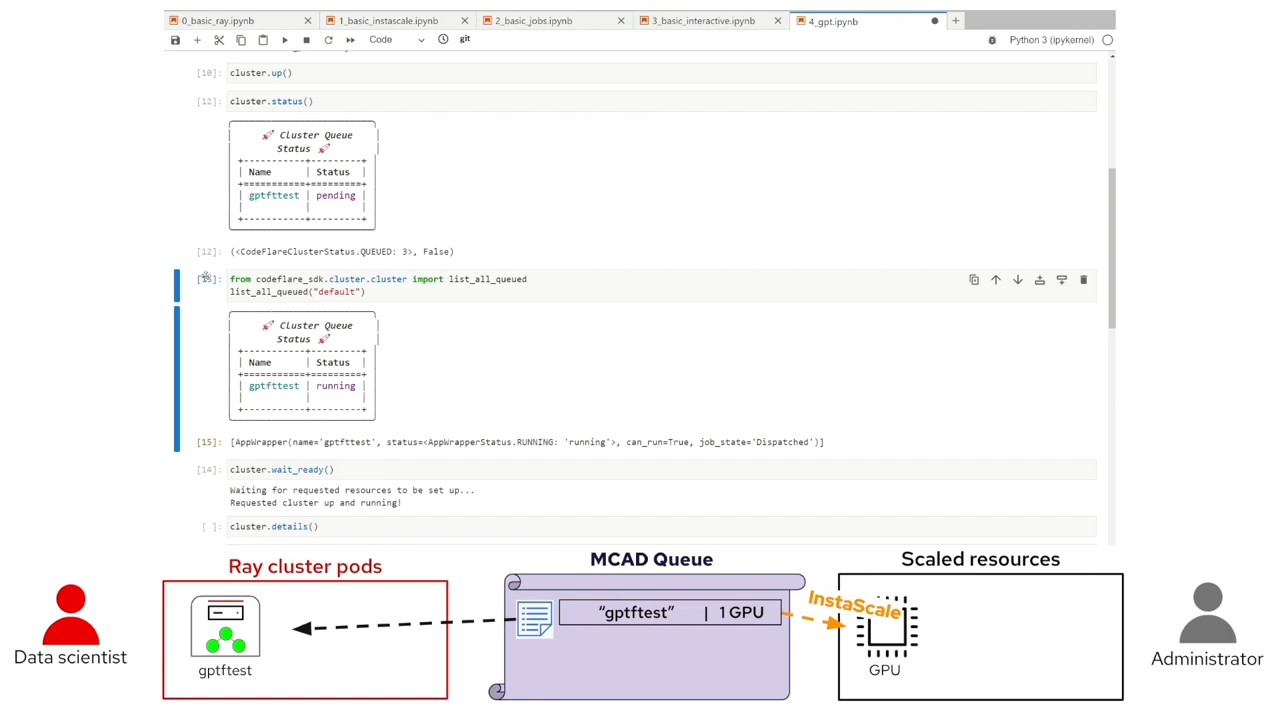 0_basic_ray.ipynb
1_basic_instascale.ipynb
2_basic_jobs.ipynb
3_basic_interactive.ipynb
4_gpt.ipynb
Code
git
Python 3 (ipykernel)
[10]:
cluster.up()
[12]:
cluster.status()
Cluster Queue
Status
Name Status
gptfttest pending
[12]:
(<CodeFlareClusterStatus.QUEUED: 3>, False)
from codeflare_sdk.cluster.cluster import list_all_queued
list_all_queued("default")
Cluster Queue
Status
Name Status
gptfttest running
[15]:
[AppWrapper(name='gptfttest', status=<AppWrapperStatus.RUNNING: 'running'>, can_run=True, job_state='Dispatched')]
[14]:
cluster.wait_ready()
Waiting for requested resources to be set up...
Requested cluster up and running!
[ ]:
cluster.details()
Ray cluster pods
MCAD Queue
Scaled resources
"gptftest" | 1 GPU
InstaScale
gptftest
GPU
Data scientist
Administrator